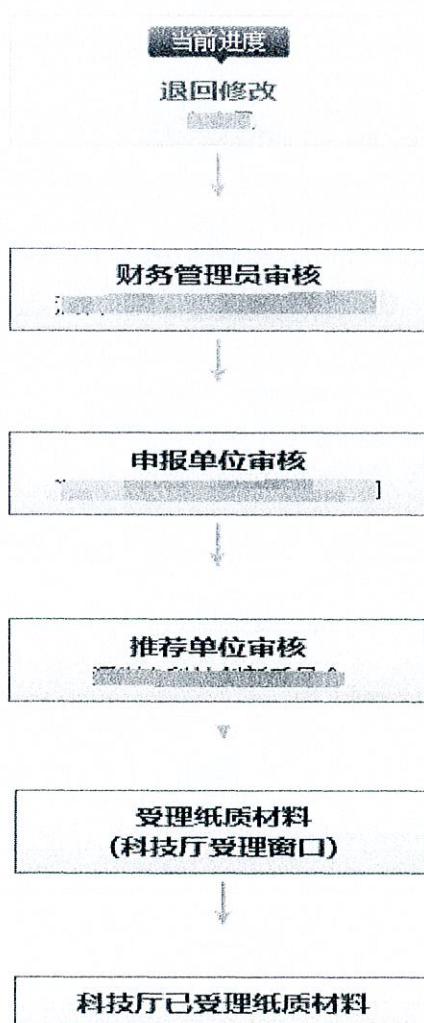 当前进度
退回修改
财务管理员审核
申报单位审核
]
推荐单位审核
受理纸质材料
(科技厅受理窗口)
科技厅已受理纸质材料